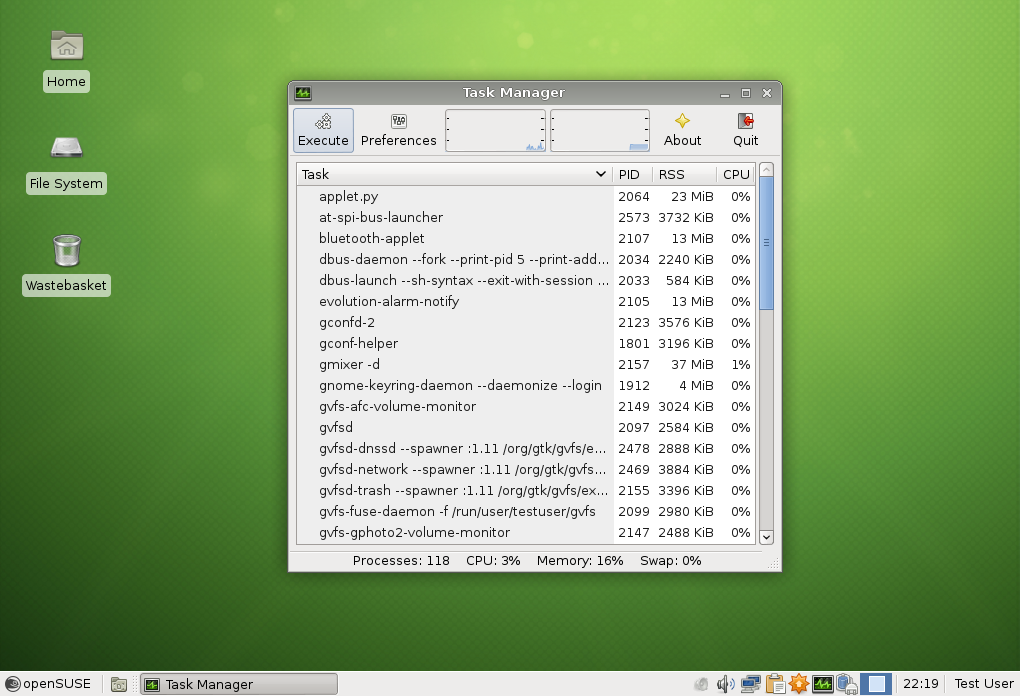 Home
File System
Wastebasket
Task Manager
Execute Preferences About Quit
Task PID RSS CPU
applet.py 2064 23 MiB 0%
at-spi-bus-launcher 2573 3732 KiB 0%
bluetooth-applet 2107 13 MiB 0%
dbus-daemon --fork --print-pid 5 --print-add... 2034 2240 KiB 0%
dbus-launch --sh-syntax --exit-with-session ... 2033 584 KiB 0%
evolution-alarm-notify 2105 13 MiB 0%
gconfd-2 2123 3576 KiB 0%
gconf-helper 1801 3196 KiB 0%
gmixer -d 2157 37 MiB 1%
gnome-keyring-daemon --daemonize --login 1912 4 MiB 0%
gvfs-afc-volume-monitor 2149 3024 KiB 0%
gvfsd 2097 2584 KiB 0%
gvfsd-dnssd --spawner :1.11 /org/gtk/gvfs/e... 2478 2888 KiB 0%
gvfsd-network --spawner :1.11 /org/gtk/gvfs... 2469 3884 KiB 0%
gvfsd-trash --spawner :1.11 /org/gtk/gvfs/ex... 2155 3396 KiB 0%
gvfs-fuse-daemon -f /run/user/testuser/gvfs 2099 2980 KiB 0%
gvfs-gphoto2-volume-monitor 2147 2488 KiB 0%
Processes: 118 CPU: 3% Memory: 16% Swap: 0%
openSUSE Task Manager 22:19 Test User